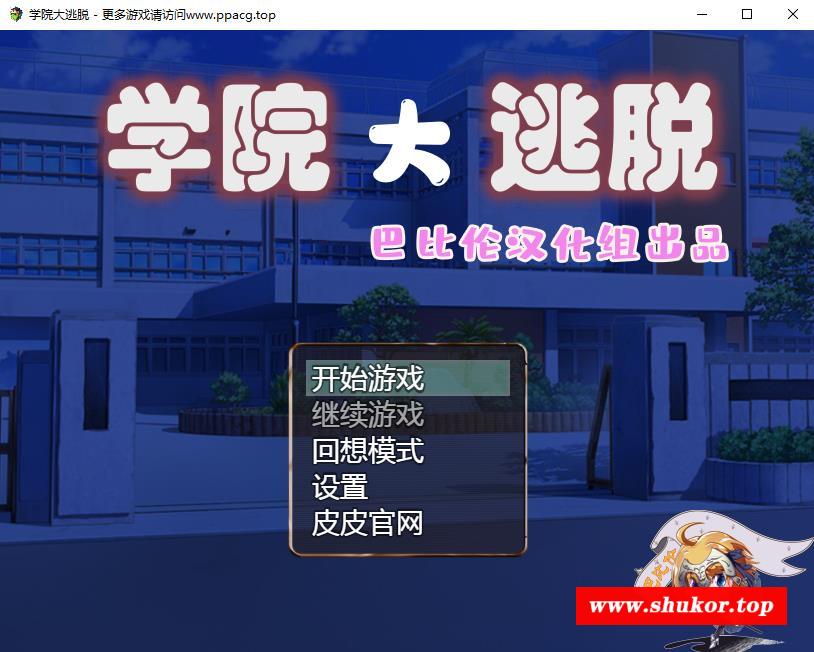 学院大逃脱 - 更多游戏请访问www.ppacg.top
学院大逃脱
巴比伦汉化组出品
开始游戏
继续游戏
回想模式
设置
皮皮官网
www.shukor.top